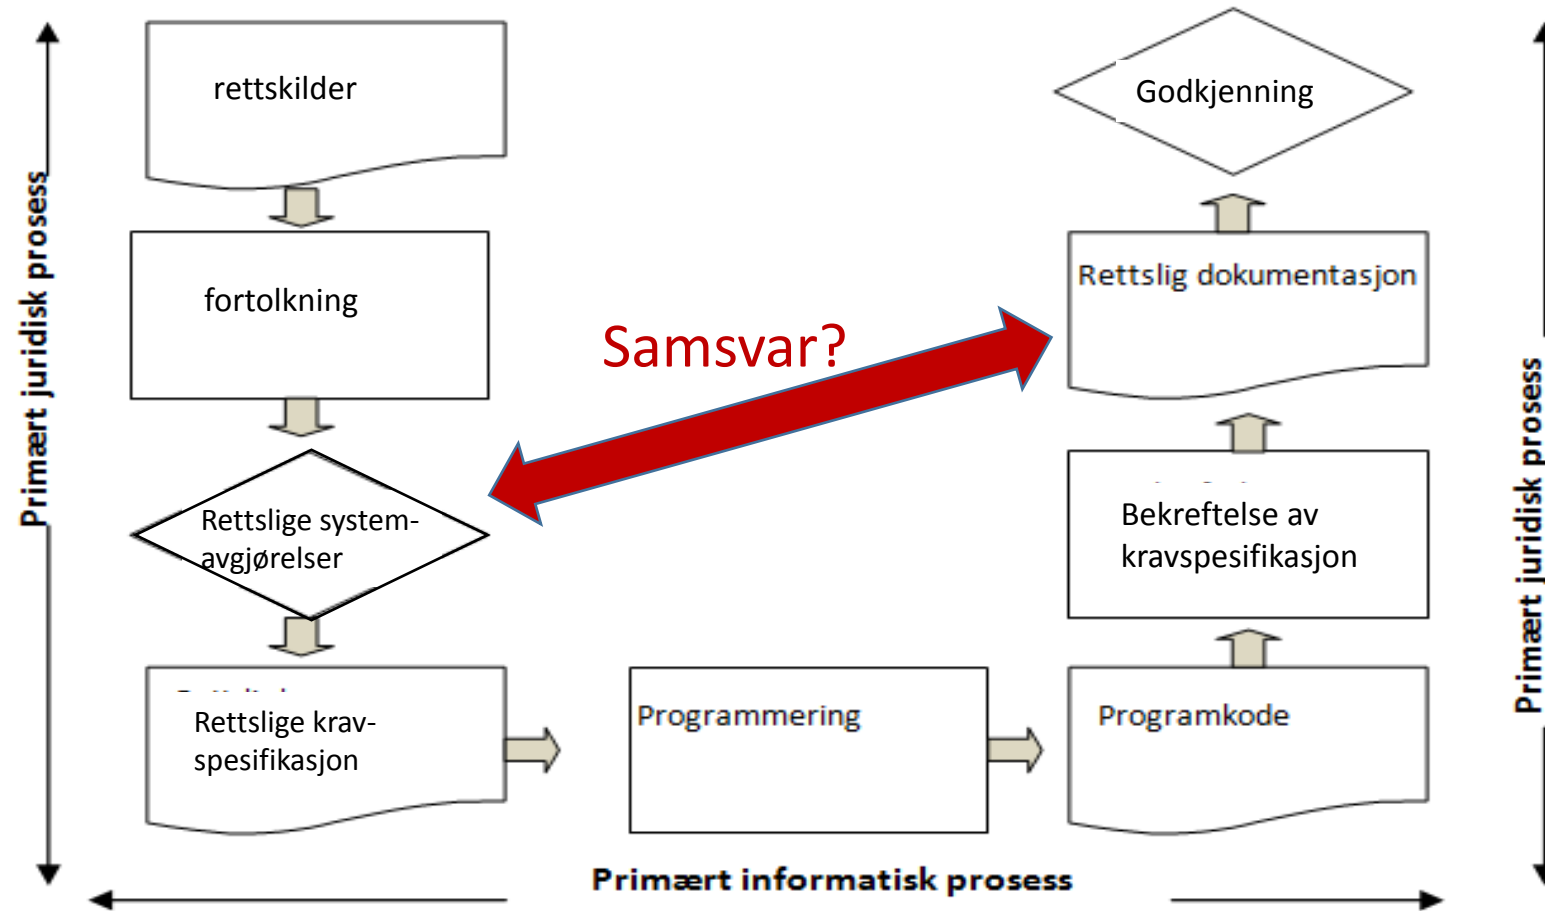 Primært juridisk prosess
rettskilder
fortolkning
Rettslige system-
avgjørelser
Rettslige krav-
spesifikasjon
Samsvar?
Programmering
Programkode
Bekreftelse av
kravspesifikasjon
Rettslig dokumentasjon
Godkjenning
Primært juridisk prosess
Primært informatisk prosess